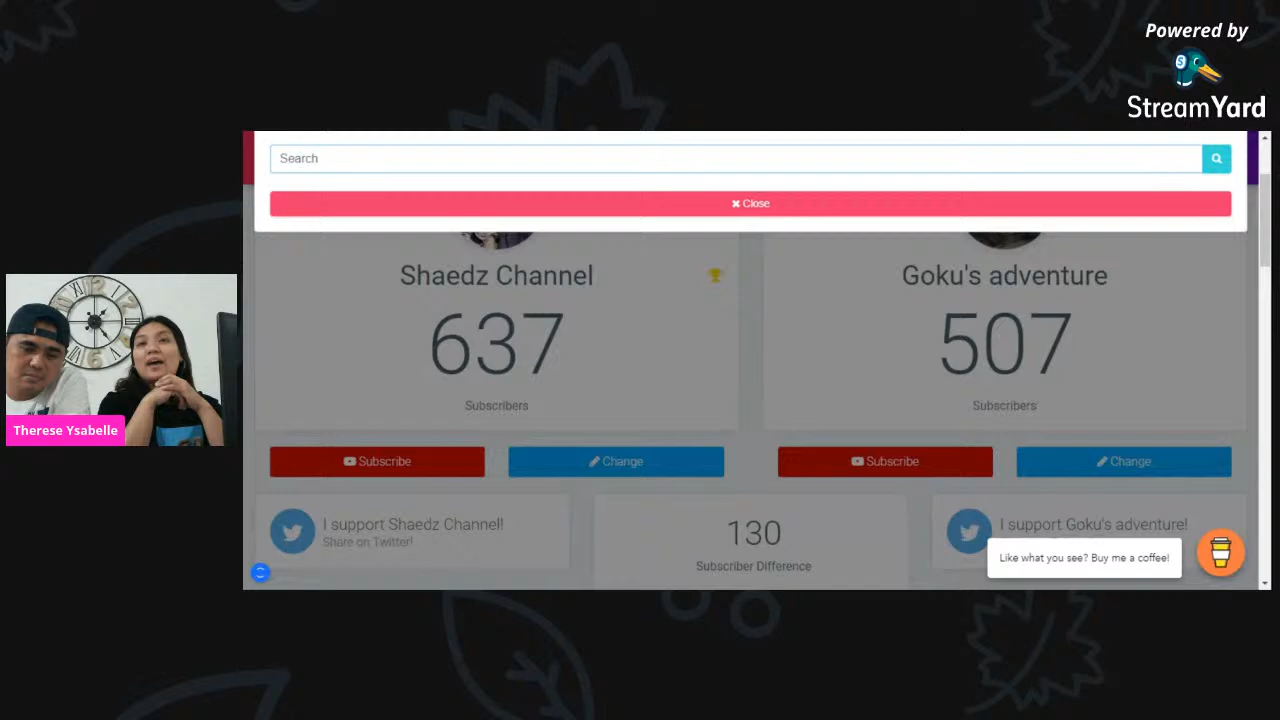 Powered by
StreamYard
Search
Close
Shaedz Channel
637
Subscribers
Goku's adventure
507
Subscribers
Subscribe
Change
Subscribe
Change
I support Shaedz Channel!
Share on Twitter!
130
Subscriber Difference
I support Goku's adventure!
Like what you see? Buy me a coffee!
Therese Ysabelle